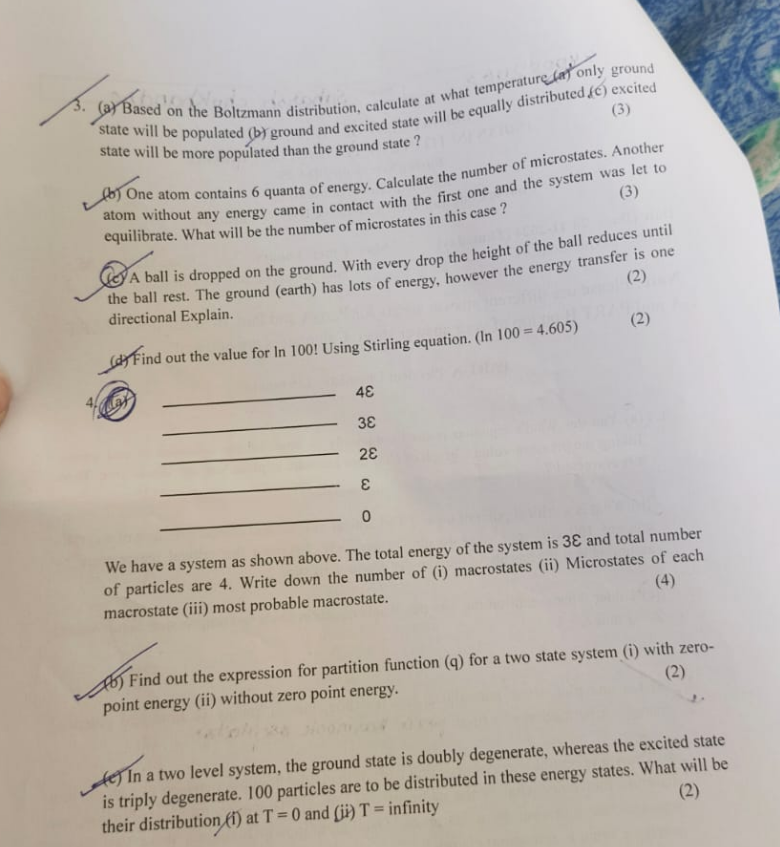 3. (a) Based on the Boltzmann distribution, calculate at what temperature (a) only ground
state will be populated (b) ground and excited state will be equally distributed (c) excited
state will be more populated than the ground state ? (3)
(b) One atom contains 6 quanta of energy. Calculate the number of microstates. Another
atom without any energy came in contact with the first one and the system was let to
equilibrate. What will be the number of microstates in this case ? (3)
(c) A ball is dropped on the ground. With every drop the height of the ball reduces until
the ball rest. The ground (earth) has lots of energy, however the energy transfer is one
directional Explain. (2)
(d) Find out the value for ln 100! Using Stirling equation. (ln 100 = 4.605) (2)
4. (a)
4Ɛ
3Ɛ
2Ɛ
Ɛ
0
We have a system as shown above. The total energy of the system is 3Ɛ and total number
of particles are 4. Write down the number of (i) macrostates (ii) Microstates of each
macrostate (iii) most probable macrostate. (4)
(b) Find out the expression for partition function (q) for a two state system (i) with zero-
point energy (ii) without zero point energy. (2)
(c) In a two level system, the ground state is doubly degenerate, whereas the excited state
is triply degenerate. 100 particles are to be distributed in these energy states. What will be
their distribution (i) at T = 0 and (ii) T = infinity (2)